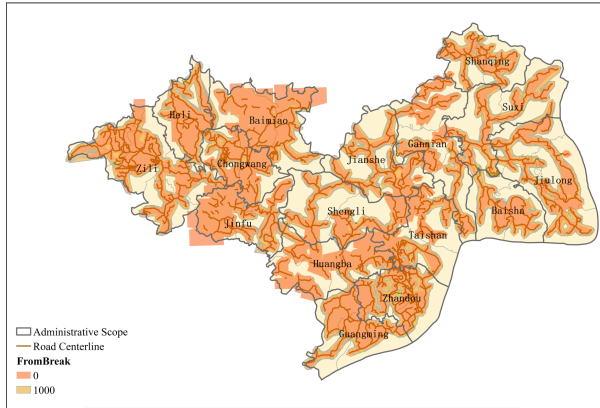 Shanqing
Suxi
Heli
Baimiao
Gannian
Jianshe
Chongwang
Zili
Jiulong
Shengli
Baisha
Jinfu
Taishan
Huangba
Zhandou
Guangming
Administrative Scope
Road Centerline
FromBreak
0
1000